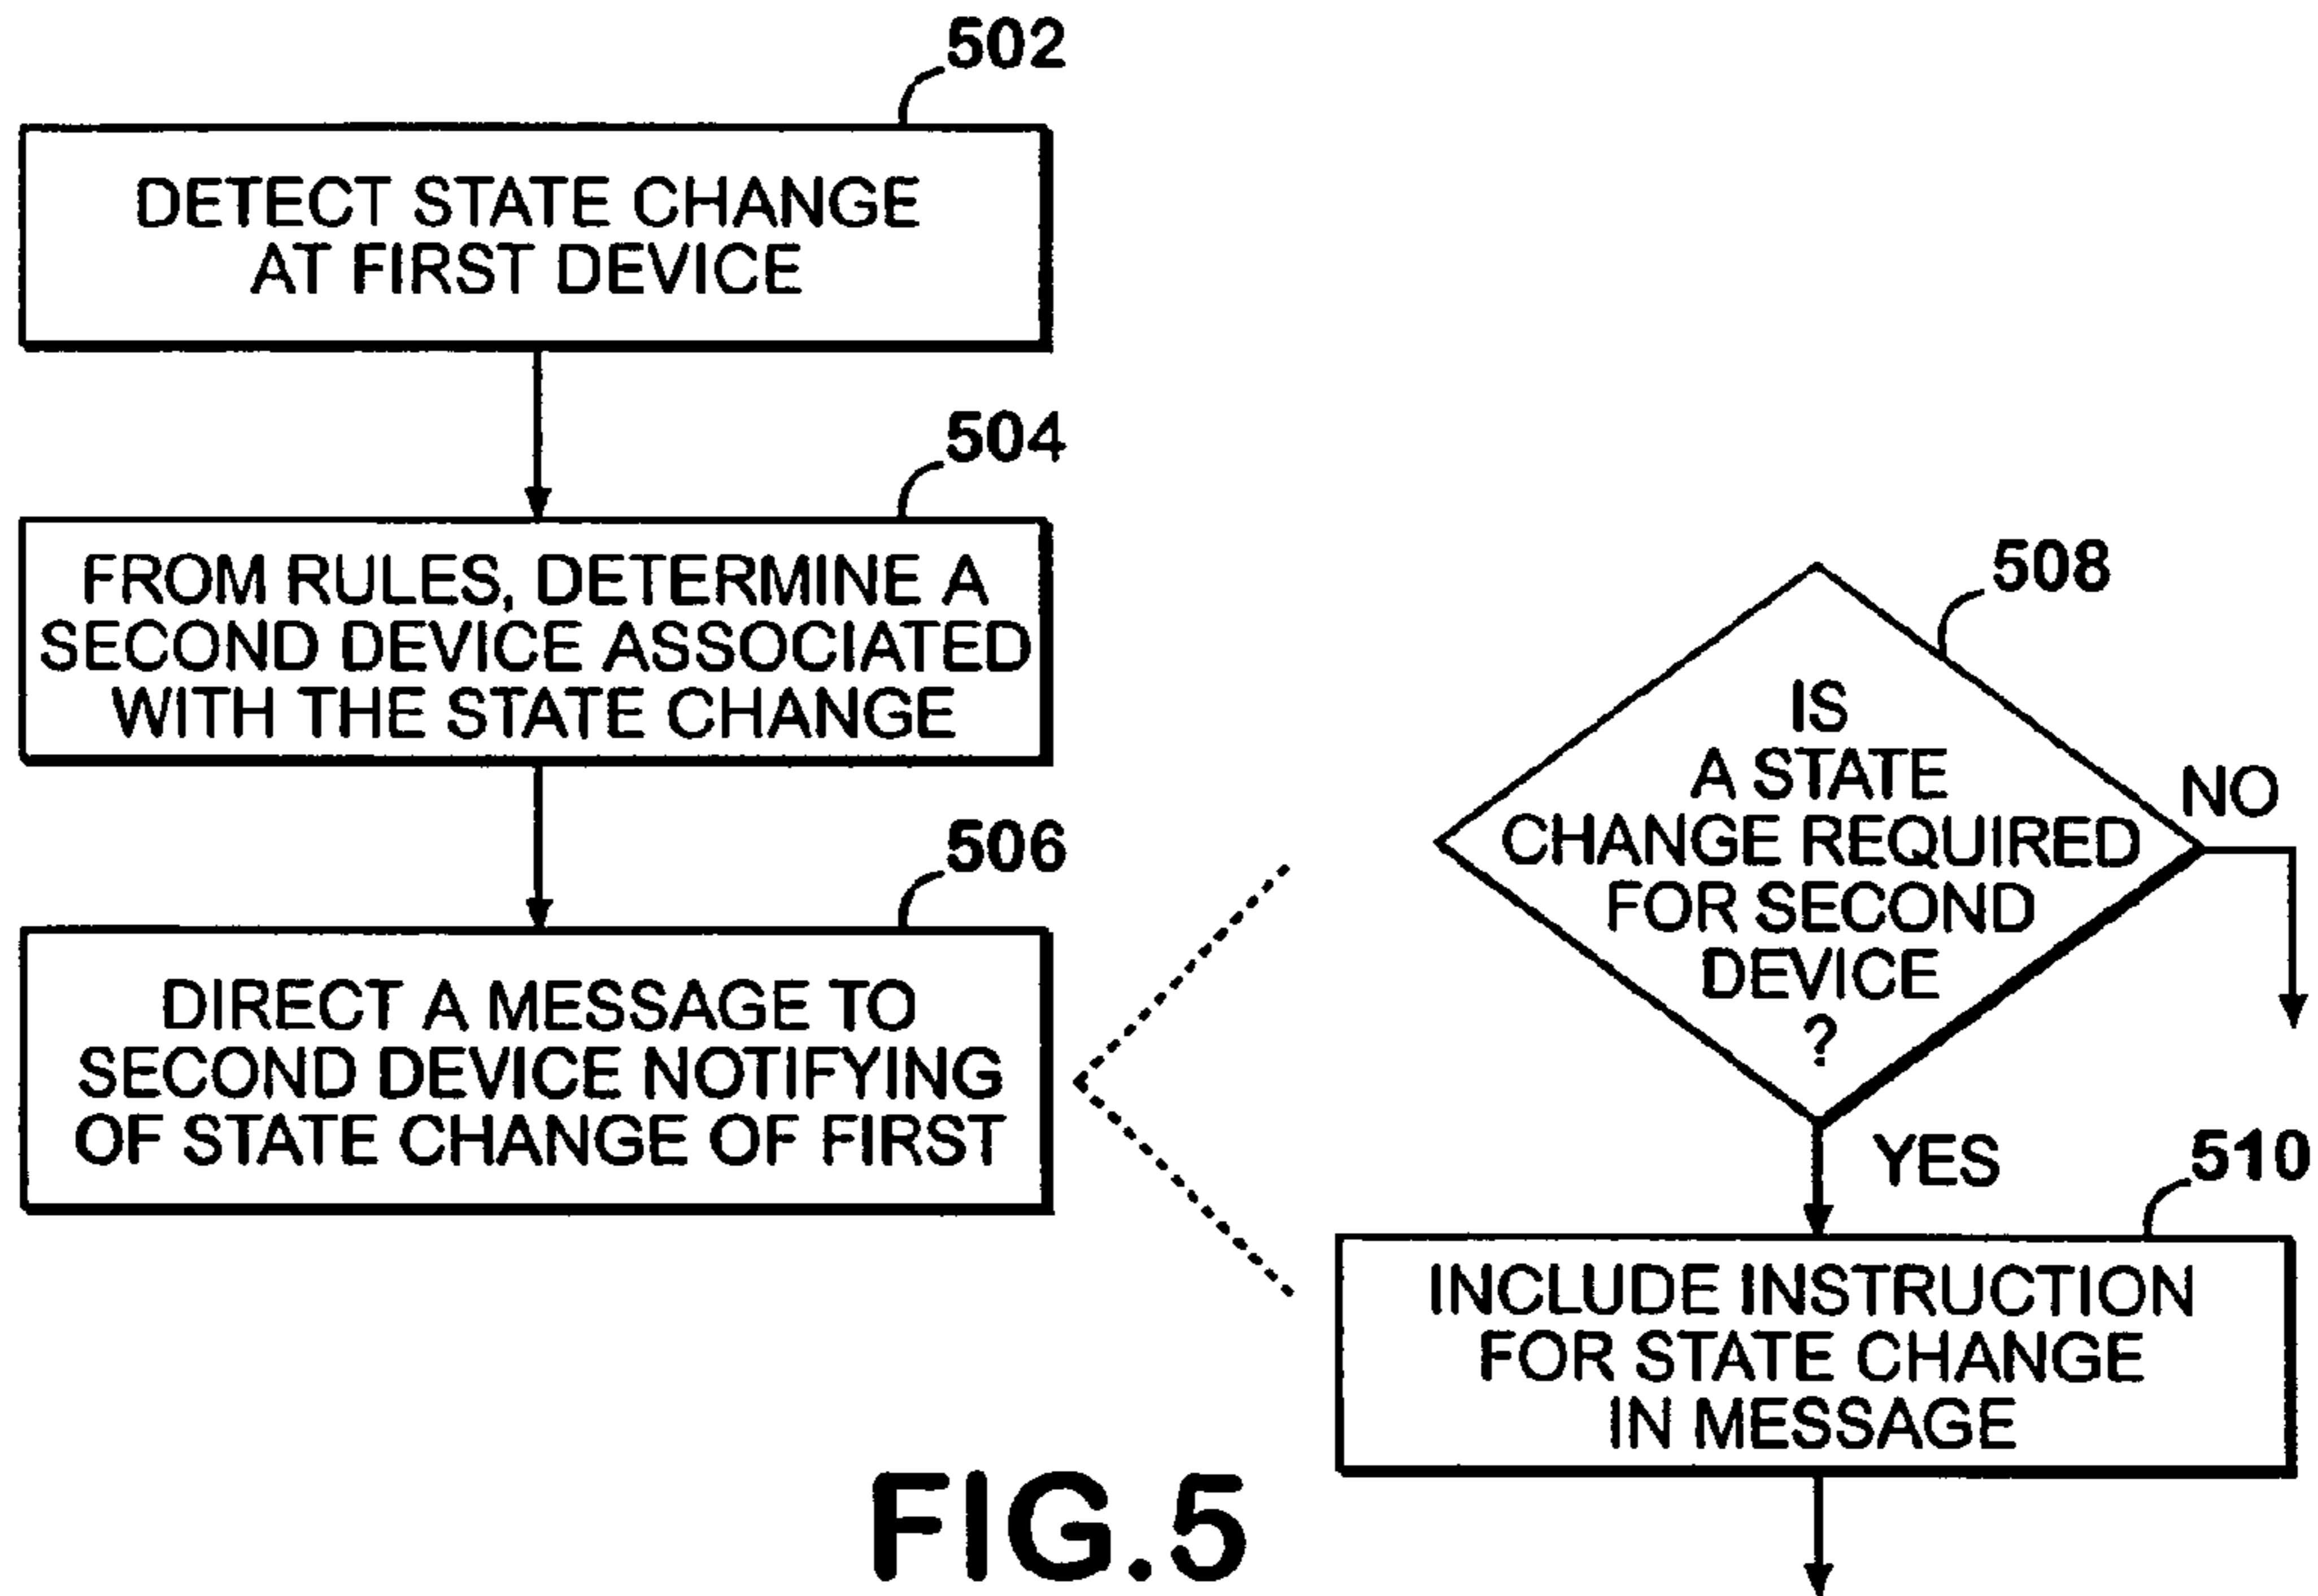 502
DETECT STATE CHANGE
AT FIRST DEVICE
504
FROM RULES, DETERMINE A
SECOND DEVICE ASSOCIATED
WITH THE STATE CHANGE
506
DIRECT A MESSAGE TO
SECOND DEVICE NOTIFYING
OF STATE CHANGE OF FIRST
508
IS
A STATE
CHANGE REQUIRED
FOR SECOND
DEVICE
?
NO
YES
510
INCLUDE INSTRUCTION
FOR STATE CHANGE
IN MESSAGE
FIG.5